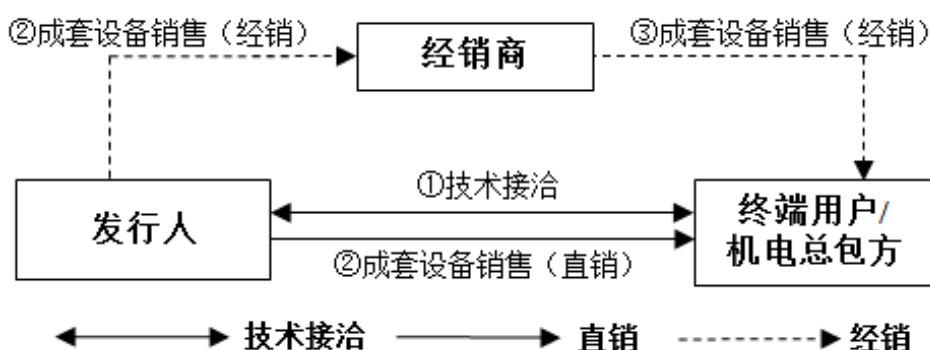 ②成套设备销售（经销）
经销商
③成套设备销售（经销）
①技术接洽
发行人
终端用户/
机电总包方
②成套设备销售（直销）
技术接洽
直销
经销